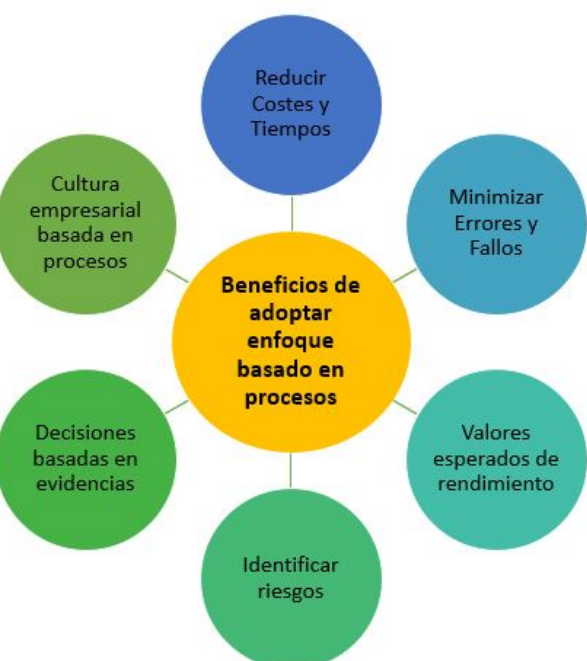 Reducir
Costes y
Tiempos
Minimizar
Errores y
Fallos
Valores
esperados de
rendimiento
Identificar
riesgos
Decisiones
basadas en
evidencias
Cultura
empresarial
basada en
procesos
Beneficios de
adoptar
enfoque
basado en
procesos